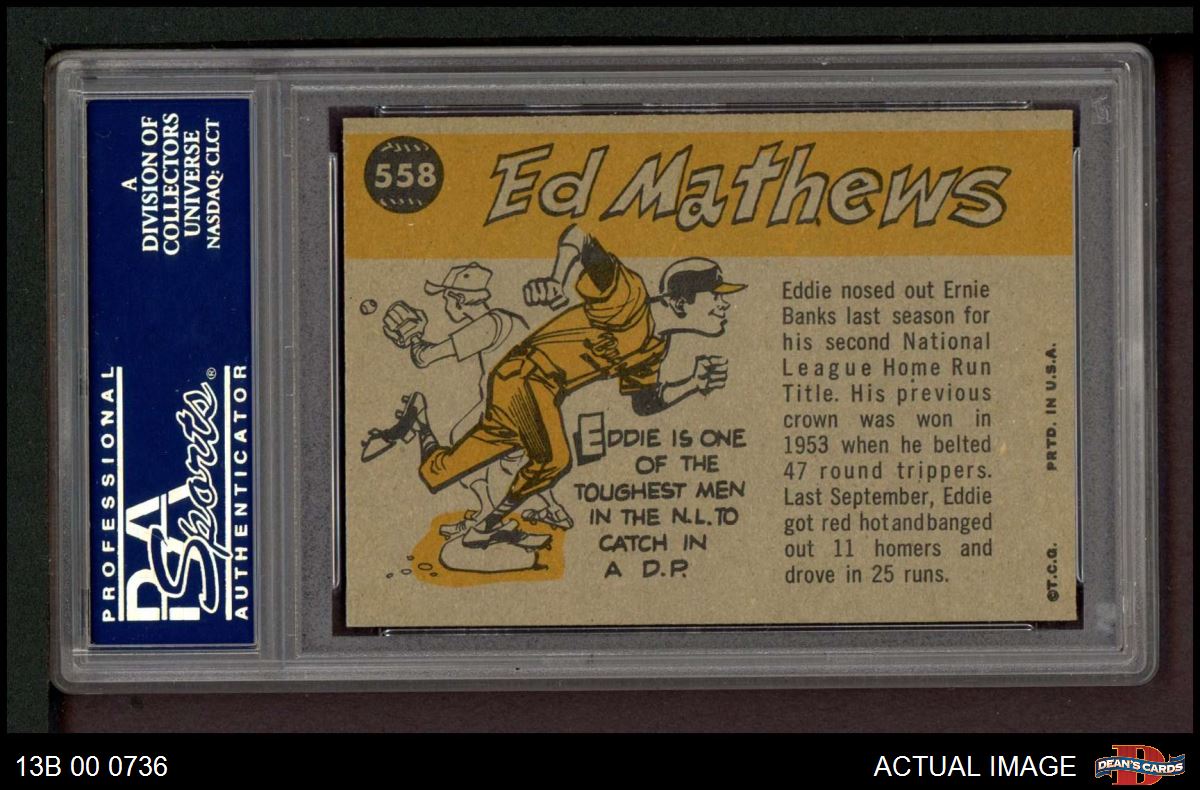 A
DIVISION OF
COLLECTORS
UNIVERSE
NASDAQ: CLCT
PROFESSIONAL
PSA
Sports®
AUTHENTICATOR
558
Ed Mathews
Eddie nosed out Ernie
Banks last season for
his second National
League Home Run
Title. His previous
crown was won in
1953 when he belted
47 round trippers.
Last September, Eddie
got red hot and banged
out 11 homers and
drove in 25 runs.
EDDIE IS ONE
OF THE
TOUGHEST MEN
IN THE N.L. TO
CATCH IN
A D.P.
PRTD. IN U.S.A.
©T.C.G.
13B 00 0736
ACTUAL IMAGE
D
DEAN'S CARDS